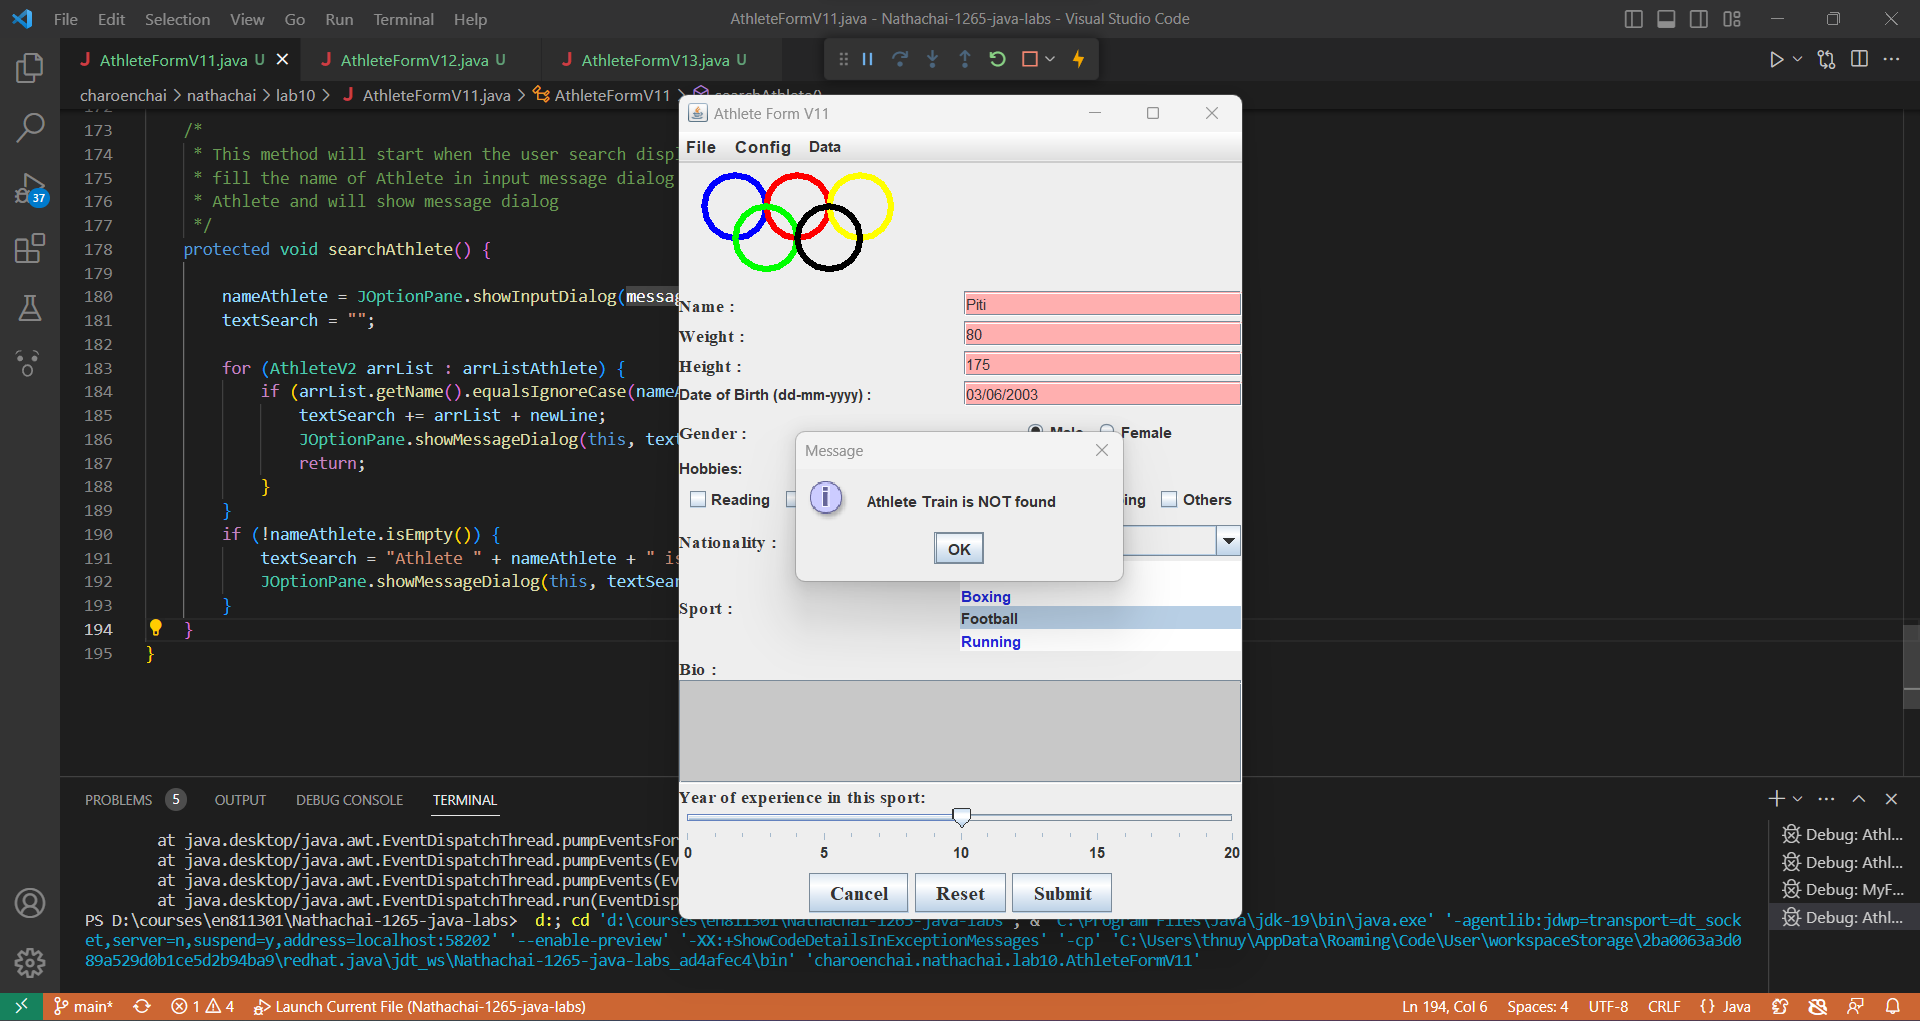 File Edit Selection View Go Run Terminal Help
AthleteFormV11.java - Nathachai-1265-java-labs - Visual Studio Code
J AthleteFormV11.java U
J AthleteFormV12.java U
J AthleteFormV13.java U
charoenchai > nathachai > lab10 > J AthleteFormV11.java > AthleteFormV11 >
173 /*
174 * This method will start when the user search
175 * fill the name of Athlete in input message dialog
176 * Athlete and will show message dialog
177 */
178 protected void searchAthlete() {
179
180 nameAthlete = JOptionPane.showInputDialog(
181 textSearch = "";
182
183 for (AthleteV2 arrList : arrListAthlete) {
184 if (arrList.getName().equalsIgnoreCase(
185 textSearch += arrList + newLine;
186 JOptionPane.showMessageDialog(this,
187 return;
188 }
189 }
190 if (!nameAthlete.isEmpty()) {
191 textSearch = "Athlete " + nameAthlete + "
192 JOptionPane.showMessageDialog(this,
193 }
194 }
195 }
Athlete Form V11
File Config Data
Name : Piti
Weight : 80
Height : 175
Date of Birth (dd-mm-yyyy) : 03/06/2003
Gender : Male Female
Hobbies:
Reading
Others
Nationality :
Message
Athlete Train is NOT found
OK
Sport :
Boxing
Football
Running
Bio :
Year of experience in this sport:
0 5 10 15 20
Cancel Reset Submit
PROBLEMS 5 OUTPUT DEBUG CONSOLE TERMINAL
at java.desktop/java.awt.EventDispatchThread.pumpEventsFor
at java.desktop/java.awt.EventDispatchThread.pumpEvents(Ev
at java.desktop/java.awt.EventDispatchThread.pumpEvents(Ev
at java.desktop/java.awt.EventDispatchThread.run(EventDisp
PS D:\courses\en811301\Nathachai-1265-java-labs> d:; cd 'd:\courses\en811301\Nathachai-1265-java-labs'; & 'C:\Program Files\Java\jdk-19\bin\java.exe' '-agentlib:jdwp=transport=dt_sock
et,server=n,suspend=y,address=localhost:58202' '--enable-preview' '-XX:+ShowCodeDetailsInExceptionMessages' '-cp' 'C:\Users\thnuy\AppData\Roaming\Code\User\workspaceStorage\2ba0063a3d0
89a529d0b1ce5d2b94ba9\redhat.java\jdt_ws\Nathachai-1265-java-labs_ad4afec4\bin' 'charoenchai.nathachai.lab10.AthleteFormV11'
Debug: Athl...
Debug: Athl...
Debug: MyF...
Debug: Athl...
37
main* 1 4 Launch Current File (Nathachai-1265-java-labs)
Ln 194, Col 6 Spaces: 4 UTF-8 CRLF {} Java